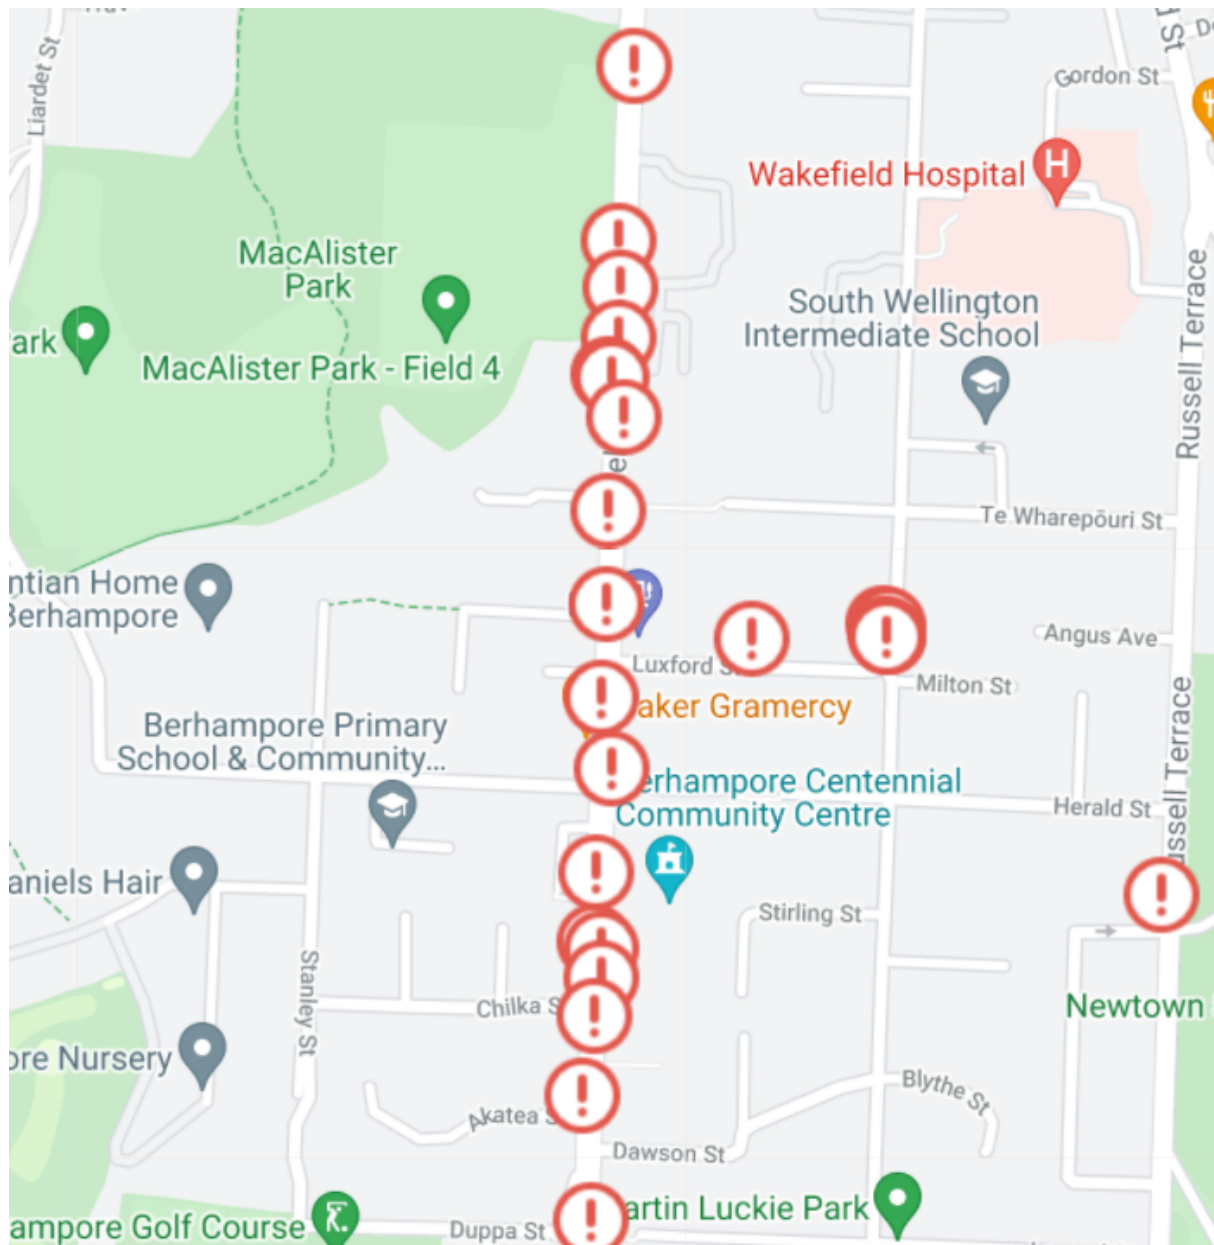 Liardet St
Gordon St
Wakefield Hospital
H
MacAlister
Park
South Wellington
Intermediate School
Russell Terrace
ark
MacAlister Park - Field 4
el
Te Wharepōuri St
ntian Home
Berhampore
Angus Ave
Luxford S
Milton St
aker Gramercy
Berhampore Primary
School & Community...
erhampore Centennial
Community Centre
Herald St
ussell Terrace
aniels Hair
Stirling St
Stanley St
Chilka S
Newtown
ore Nursery
Blythe St
Akatea S
Dawson St
artin Luckie Park
ampore Golf Course
Duppa St